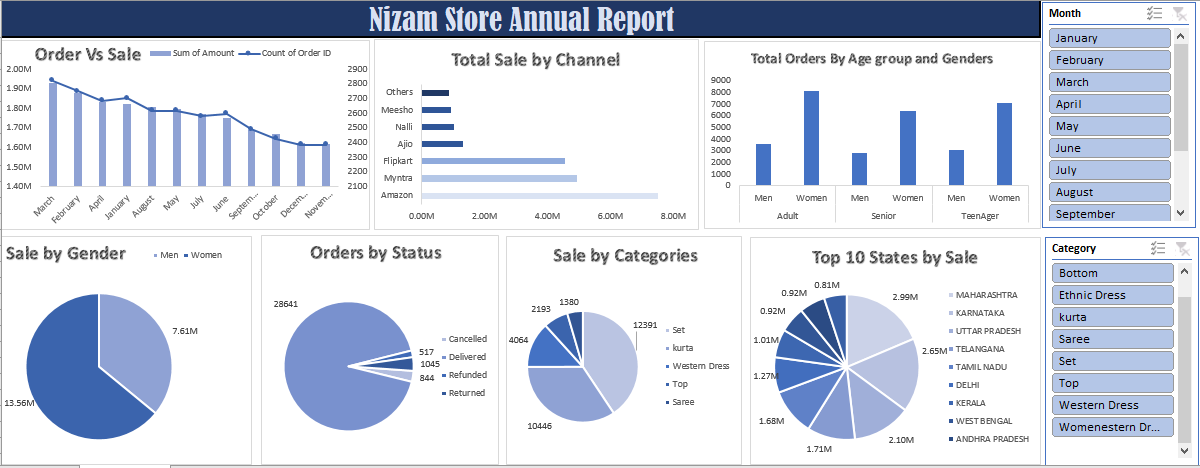 Nizam Store Annual Report
Order Vs Sale
Sum of Amount
Count of Order ID
2.00M
1.90M
1.80M
1.70M
1.60M
1.50M
1.40M
2900
2800
2700
2600
2500
2400
2300
2200
2100
March
February
April
January
August
May
July
June
Septem...
October
Decem...
Novem...
Total Sale by Channel
Others
Meesho
Nalli
Ajio
Flipkart
Myntra
Amazon
0.00M 2.00M 4.00M 6.00M 8.00M
Total Orders By Age group and Genders
9000
8000
7000
6000
5000
4000
3000
2000
1000
0
Men Women Men Women Men Women
Adult Senior TeenAger
Month
January
February
March
April
May
June
July
August
September
Sale by Gender
Men Women
7.61M
13.56M
Orders by Status
28641
517
1045
844
Cancelled
Delivered
Refunded
Returned
Sale by Categories
1380
2193
4064
12391
10446
Set
kurta
Western Dress
Top
Saree
Top 10 States by Sale
0.81M
0.92M
0.92M
1.01M
1.27M
1.68M
1.71M
2.10M
2.65M
2.99M
MAHARASHTRA
KARNATAKA
UTTAR PRADESH
TELANGANA
TAMIL NADU
DELHI
KERALA
WEST BENGAL
ANDHRA PRADESH
Category
Bottom
Ethnic Dress
kurta
Saree
Set
Top
Western Dress
Womenestern Dr...